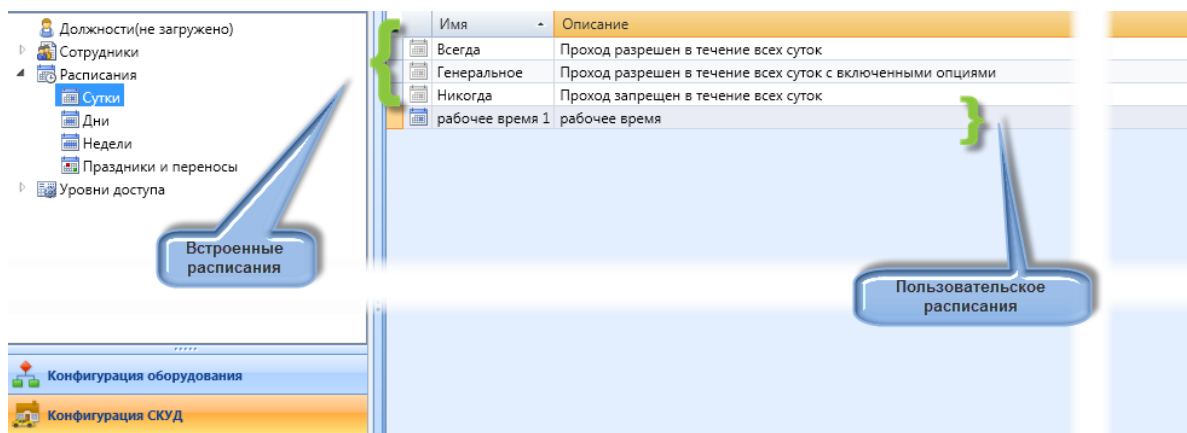 Должности(не загружено)
Сотрудники
Расписания
Сутки
Дни
Недели
Праздники и переносы
Уровни доступа
Встроенные
расписания
Конфигурация оборудования
Конфигурация СКУД
Имя Описание
Всегда Проход разрешен в течение всех суток
Генеральное Проход разрешен в течение всех суток с включенными опциями
Никогда Проход запрещен в течение всех суток
рабочее время 1 рабочее время
Пользовательское
расписания